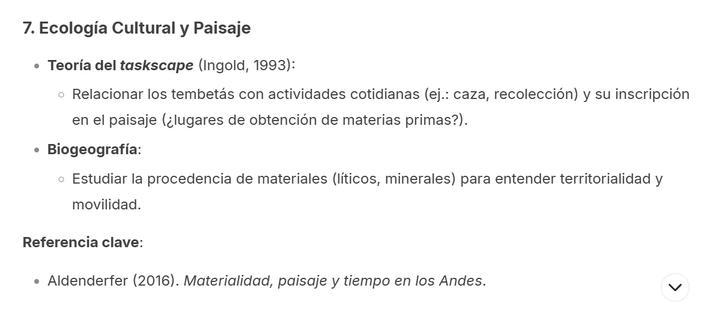 7. Ecología Cultural y Paisaje
Teoría del taskscape (Ingold, 1993):
Relacionar los tembetás con actividades cotidianas (ej.: caza, recolección) y su inscripción
en el paisaje (¿lugares de obtención de materias primas?).
Biogeografía:
Estudiar la procedencia de materiales (líticos, minerales) para entender territorialidad y
movilidad.
Referencia clave:
Aldenderfer (2016). Materialidad, paisaje y tiempo en los Andes.